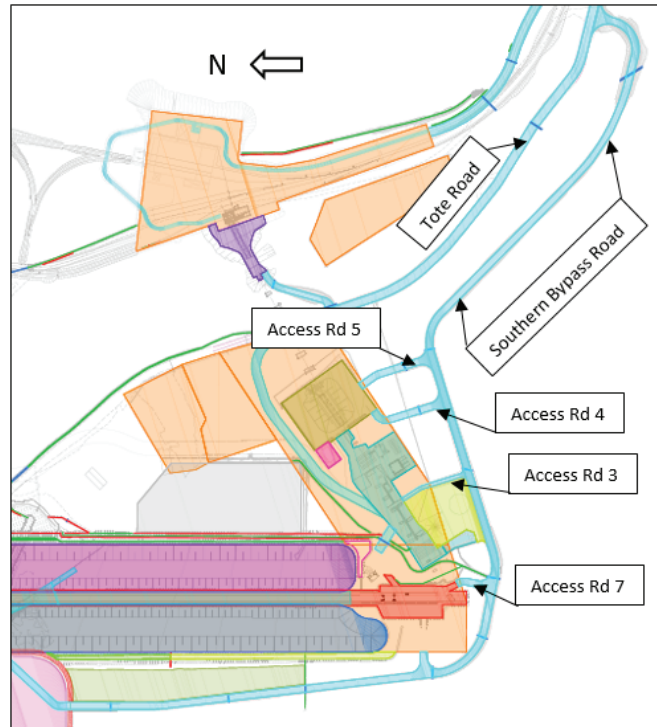 N
Tote Road
Southern Bypass Road
Access Rd 5
Access Rd 4
Access Rd 3
Access Rd 7